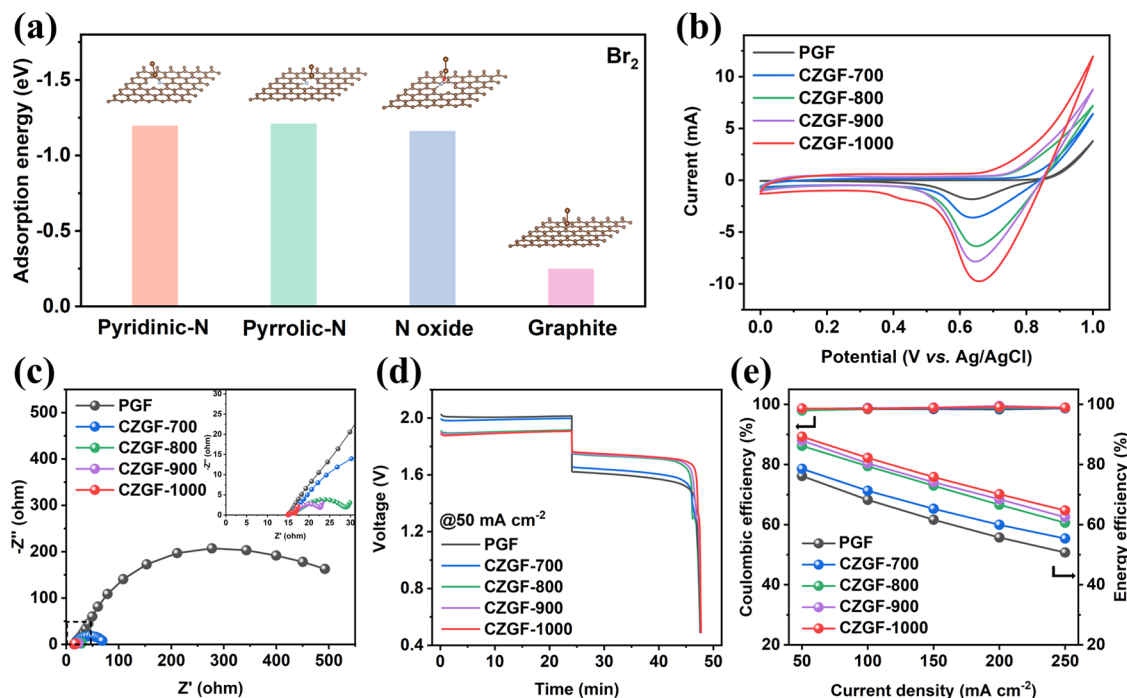 (a)
Adsorption energy (eV)
-1.5
-1.0
-0.5
0.0
Br₂
Pyridinic-N
Pyrrolic-N
N oxide
Graphite
(b)
Current (mA)
10
5
0
-5
-10
PGF
CZGF-700
CZGF-800
CZGF-900
CZGF-1000
0.0 0.2 0.4 0.6 0.8 1.0
Potential (V vs. Ag/AgCl)
(c)
-Z'' (ohm)
500
400
300
200
100
0
PGF
CZGF-700
CZGF-800
CZGF-900
CZGF-1000
-Z'' (ohm)
30
25
20
15
10
5
0
0 5 10 15 20 25 30
Z' (ohm)
0 100 200 300 400 500
Z' (ohm)
(d)
Voltage (V)
2.0
1.6
1.2
0.8
0.4
@50 mA cm⁻²
PGF
CZGF-700
CZGF-800
CZGF-900
CZGF-1000
0 10 20 30 40 50
Time (min)
(e)
Coulombic efficiency (%)
100
80
60
40
20
PGF
CZGF-700
CZGF-800
CZGF-900
CZGF-1000
100
80
60
40
20
Energy efficiency (%)
50 100 150 200 250
Current density (mA cm⁻²)